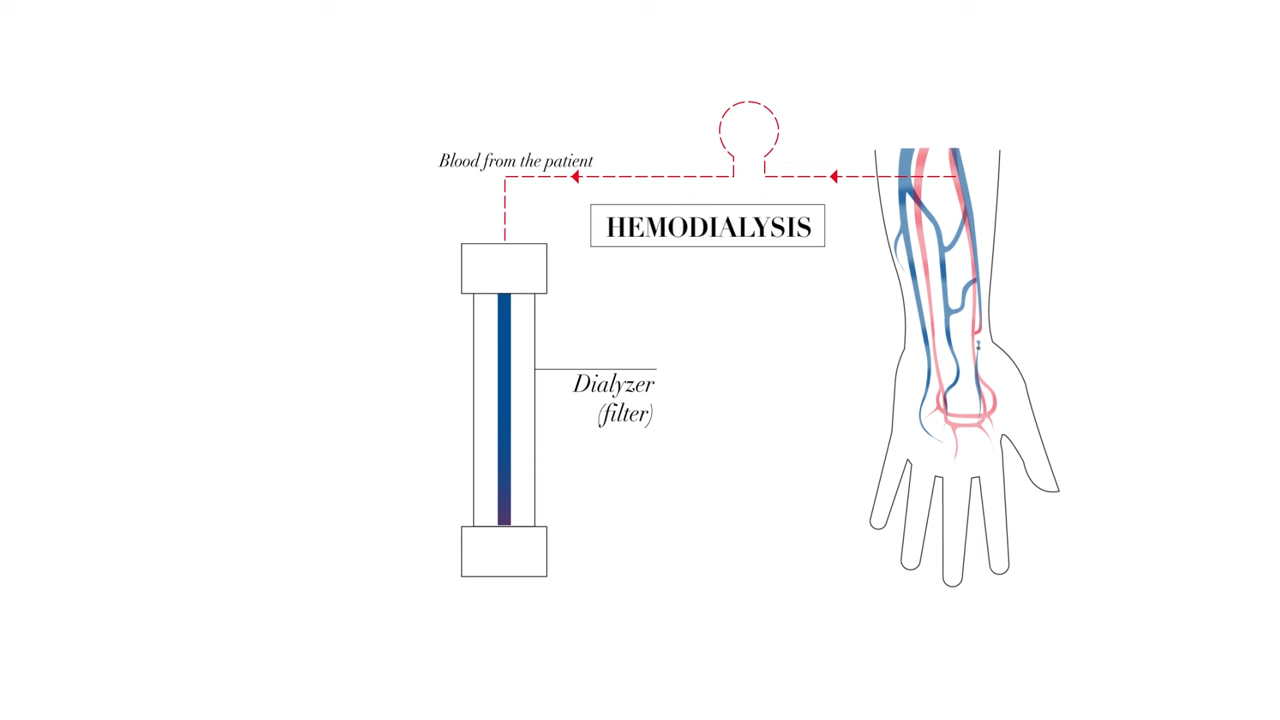 Blood from the patient
HEMODIALYSIS
Dialyzer
(filter)